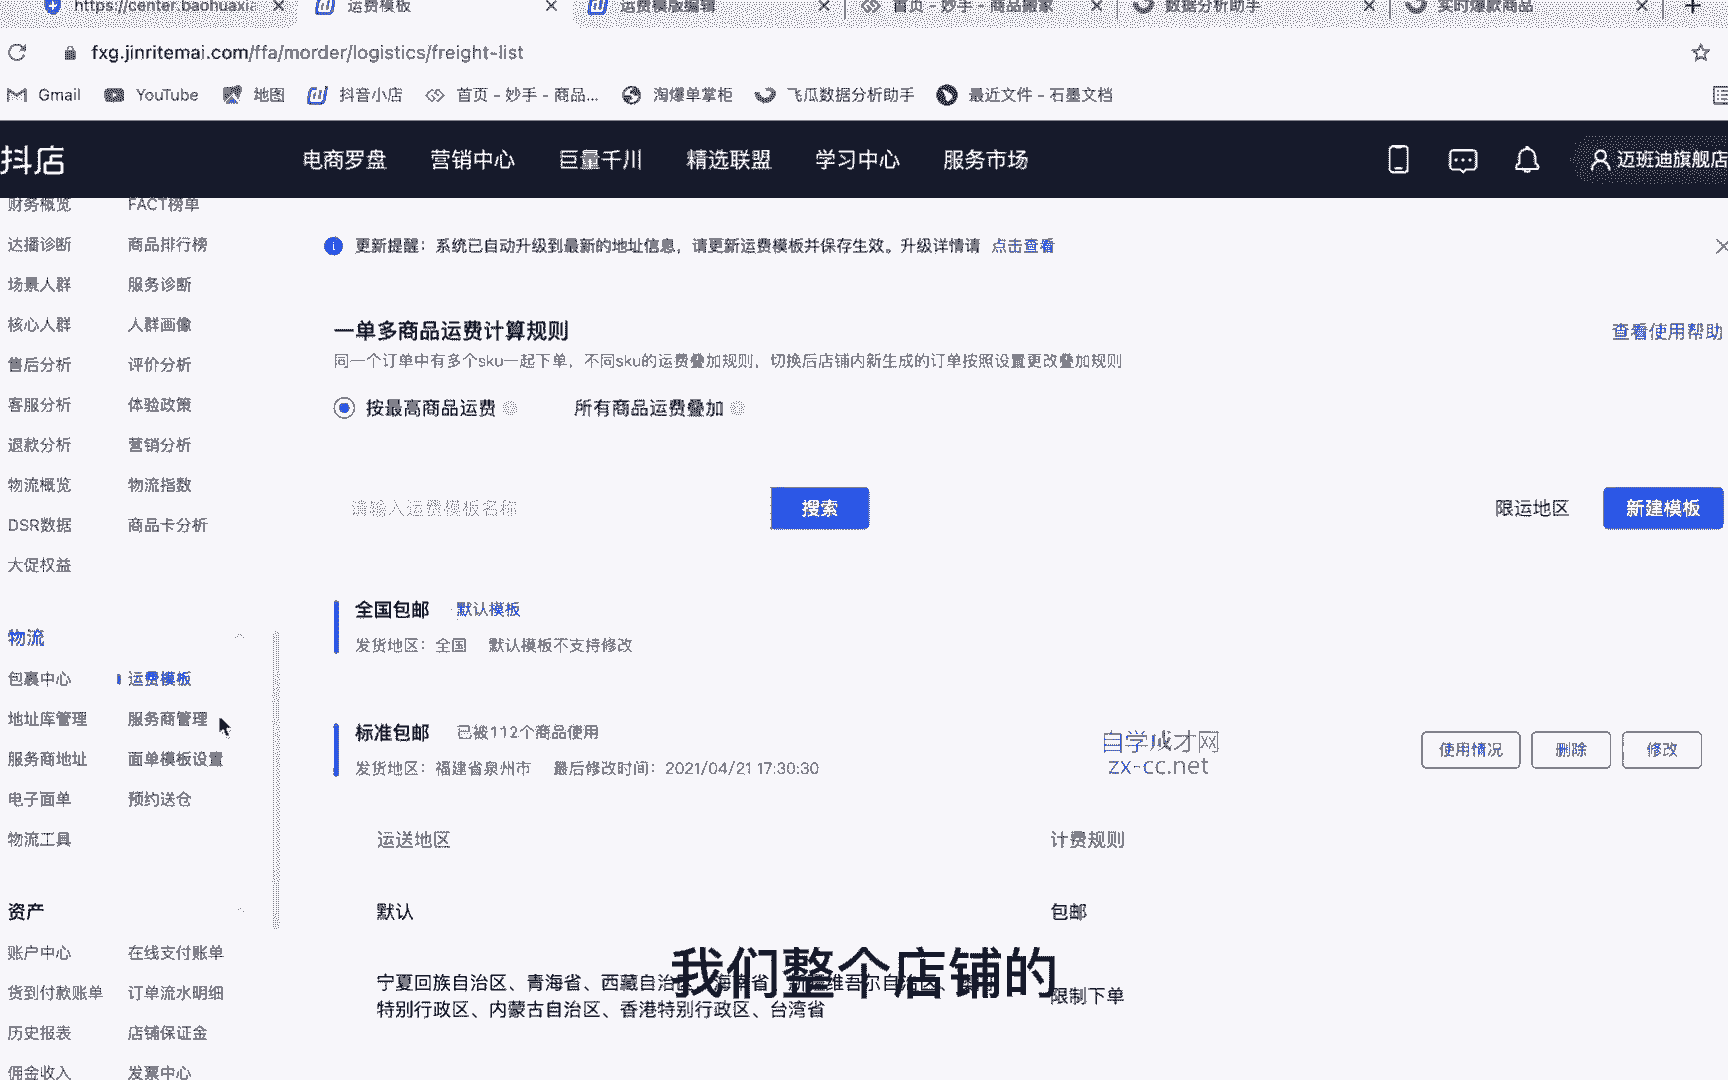 https://center.baohuaxia
运费模板
运费模版编辑
首页 - 妙手 - 商品搬家
数据分析助手
实时爆款商品
fxg.jinritemai.com/ffa/morder/logistics/freight-list
Gmail YouTube 地图 抖音小店 首页 - 妙手 - 商品... 淘爆单掌柜 飞瓜数据分析助手 最近文件 - 石墨文档
抖店 电商罗盘 营销中心 巨量千川 精选联盟 学习中心 服务市场 迈班迪旗舰店
财务概览 FACT榜单
达播诊断 商品排行榜
场景人群 服务诊断
核心人群 人群画像
售后分析 评价分析
客服分析 体验政策
退款分析 营销分析
物流概览 物流指数
DSR数据 商品卡分析
大促权益
物流
包裹中心 运费模板
地址库管理 服务商管理
服务商地址 面单模板设置
电子面单 预约送仓
物流工具
资产
账户中心 在线支付账单
货到付款账单 订单流水明细
历史报表 店铺保证金
佣金收入 发票中心
更新提醒：系统已自动升级到最新的地址信息，请更新运费模板并保存生效。升级详情请 点击查看
一单多商品运费计算规则
查看使用帮助
同一个订单中有多个sku一起下单，不同sku的运费叠加规则，切换后店铺内新生成的订单按照设置更改叠加规则
按最高商品运费 所有商品运费叠加
请输入运费模板名称 搜索 限运地区 新建模板
全国包邮 默认模板
发货地区：全国 默认模板不支持修改
标准包邮 已被112个商品使用
发货地区：福建省泉州市 最后修改时间：2021/04/21 17:30:30
使用情况 删除 修改
自学成才网
zx-cc.net
运送地区 计费规则
默认 包邮
宁夏回族自治区、青海省、西藏自治区、海南省、新疆维吾尔自治区、
特别行政区、内蒙古自治区、香港特别行政区、台湾省
限制下单
我们整个店铺的